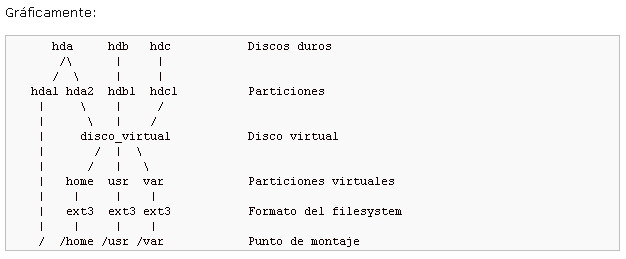 Gráficamente:
hda     hdb   hdc           Discos duros
/\       |     |
/  \      |     |
hda1 hda2  hdb1  hdc1          Particiones
|     \    |     /
|      \   |    /
|     disco_virtual           Disco virtual
|       /  |  \
|      /   |   \
|   home  usr  var            Particiones virtuales
|    |     |    |
|   ext3  ext3 ext3           Formato del filesystem
|    |     |    |
/  /home /usr /var            Punto de montaje